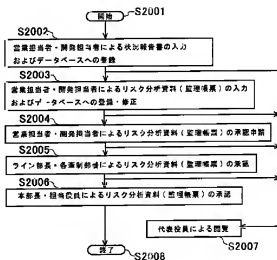 開始
S2001
S2002
営業担当者・開発担当者による状況報告書の入力
およびデータベースへの登録
S2003
営業担当者・開発担当者によるリスク分析資料(監理帳票)の入力
およびデータベースへの登録・修正
S2004
営業担当者・開発担当者によるリスク分析資料(監理帳票)の承認申請
S2005
ライン部長・各統制部者によるリスク分析資料(監理帳票)の承認
S2006
本部長・担当役員によるリスク分析資料(監理帳票)の承認
代表役員による閲覧
S2007
終了
S2008